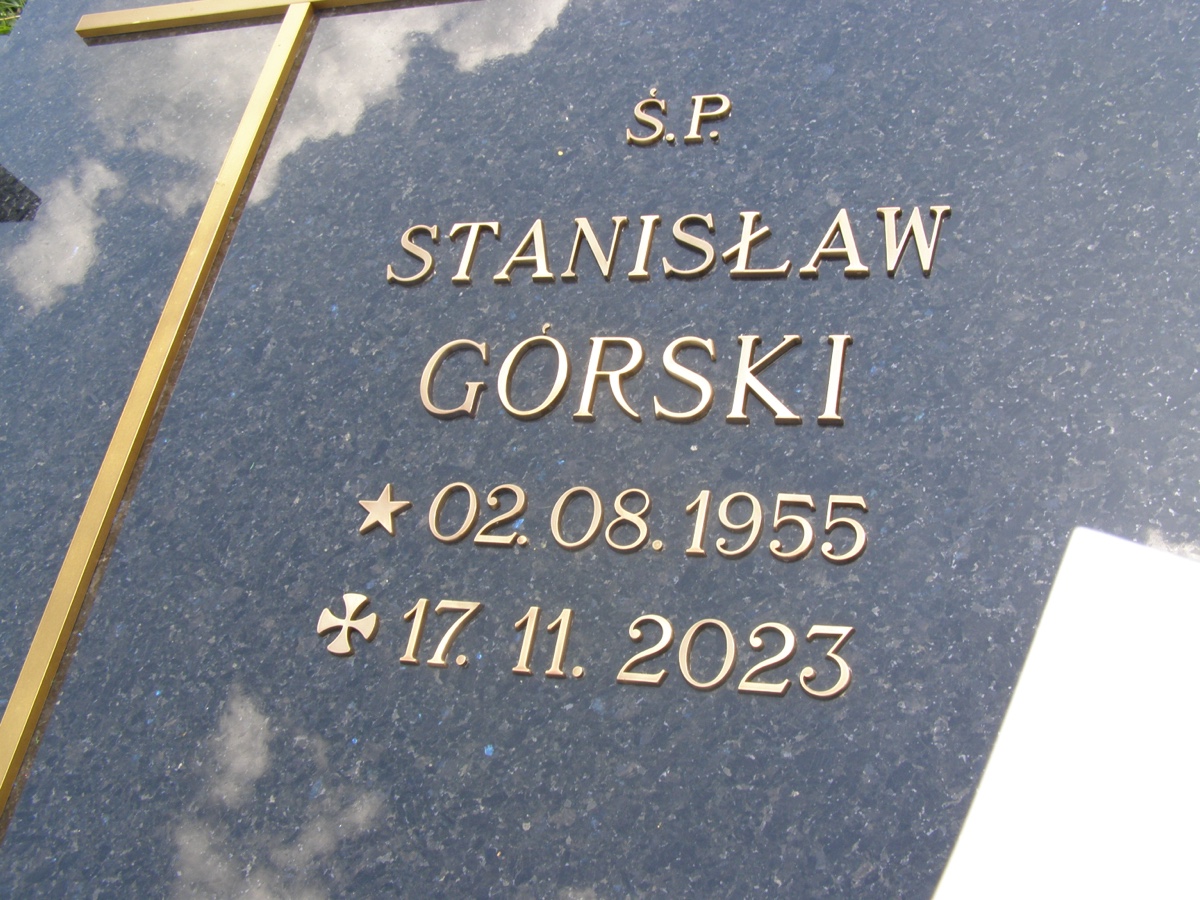 Ś.P.
STANISŁAW
GÓRSKI
02.08.1955
17.11.2023